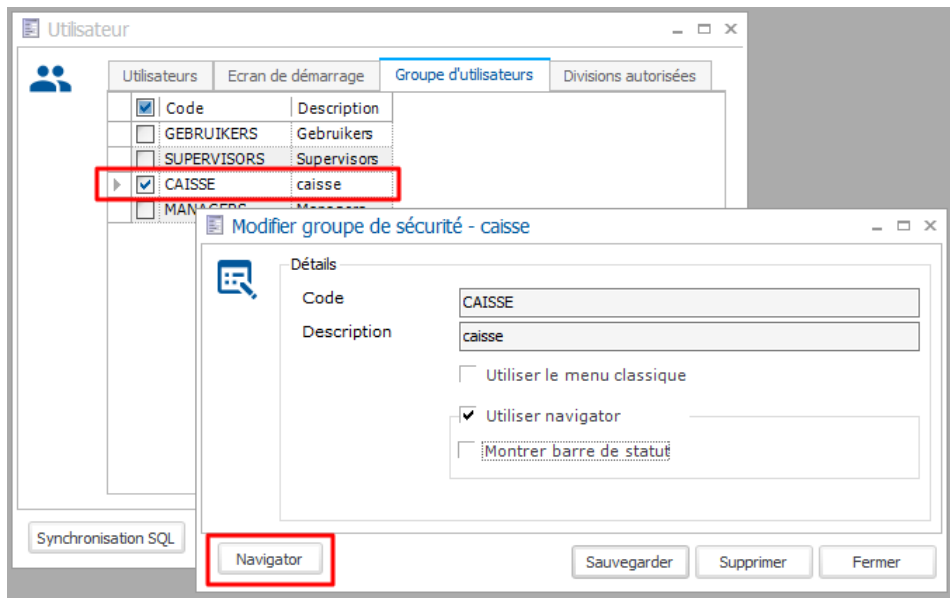 Utilisateur
Utilisateurs Ecran de démarrage Groupe d'utilisateurs Divisions autorisées
Code Description
GEBRUIKERS Gebruikers
SUPERVISORS Supervisors
CAISSE caisse
MANAGERS Managers
Modifier groupe de sécurité - caisse
Détails
Code CAISSE
Description caisse
Utiliser le menu classique
Utiliser navigator
Montrer barre de statut
Synchronisation SQL
Navigator Sauvegarder Supprimer Fermer